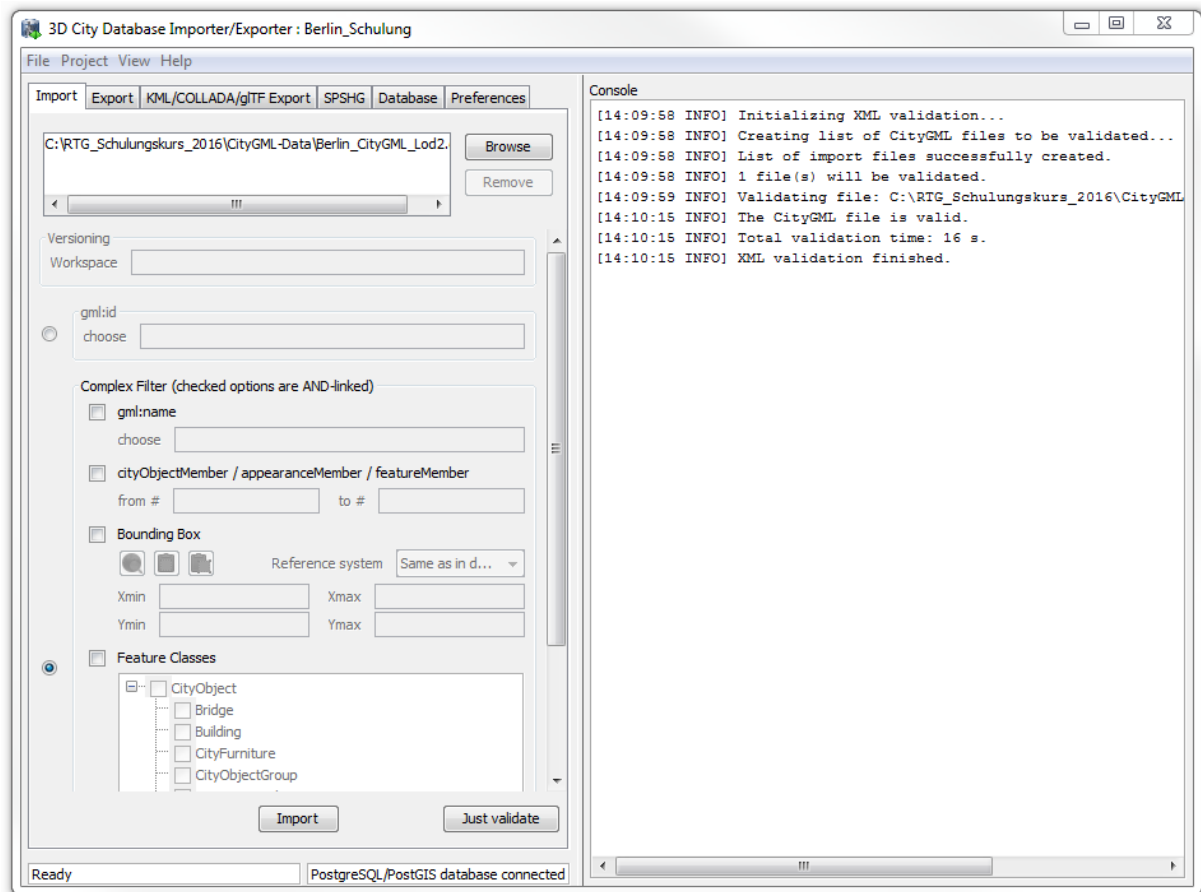 3D City Database Importer/Exporter : Berlin_Schulung
File Project View Help
Import Export KML/COLLADA/glTF Export SPSHG Database Preferences
C:\RTG_Schulungskurs_2016\CityGML-Data\Berlin_CityGML_Lod2.
Browse
Remove
Versioning
Workspace
gml:id
choose
Complex Filter (checked options are AND-linked)
gml:name
choose
cityObjectMember / appearanceMember / featureMember
from # to #
Bounding Box
Reference system Same as in d...
Xmin Xmax
Ymin Ymax
Feature Classes
CityObject
Bridge
Building
CityFurniture
CityObjectGroup
Import Just validate
Ready PostgreSQL/PostGIS database connected
Console
[14:09:58 INFO] Initializing XML validation...
[14:09:58 INFO] Creating list of CityGML files to be validated...
[14:09:58 INFO] List of import files successfully created.
[14:09:58 INFO] 1 file(s) will be validated.
[14:09:59 INFO] Validating file: C:\RTG_Schulungskurs_2016\CityGML
[14:10:15 INFO] The CityGML file is valid.
[14:10:15 INFO] Total validation time: 16 s.
[14:10:15 INFO] XML validation finished.